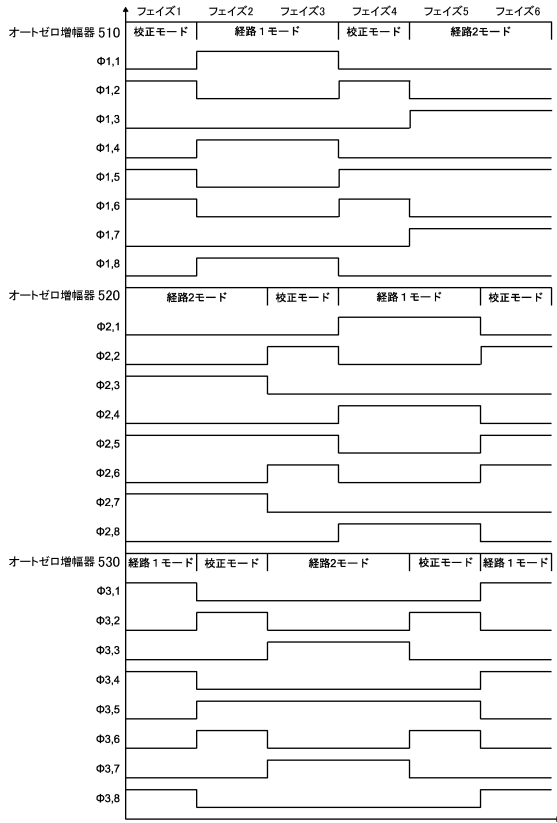 フェイズ1 フェイズ2 フェイズ3 フェイズ4 フェイズ5 フェイズ6
オートゼロ増幅器 510 校正モード 経路1モード 校正モード 経路2モード
Φ1,1
Φ1,2
Φ1,3
Φ1,4
Φ1,5
Φ1,6
Φ1,7
Φ1,8
オートゼロ増幅器 520 経路2モード 校正モード 経路1モード 校正モード
Φ2,1
Φ2,2
Φ2,3
Φ2,4
Φ2,5
Φ2,6
Φ2,7
Φ2,8
オートゼロ増幅器 530 経路1モード 校正モード 経路2モード 校正モード 経路1モード
Φ3,1
Φ3,2
Φ3,3
Φ3,4
Φ3,5
Φ3,6
Φ3,7
Φ3,8